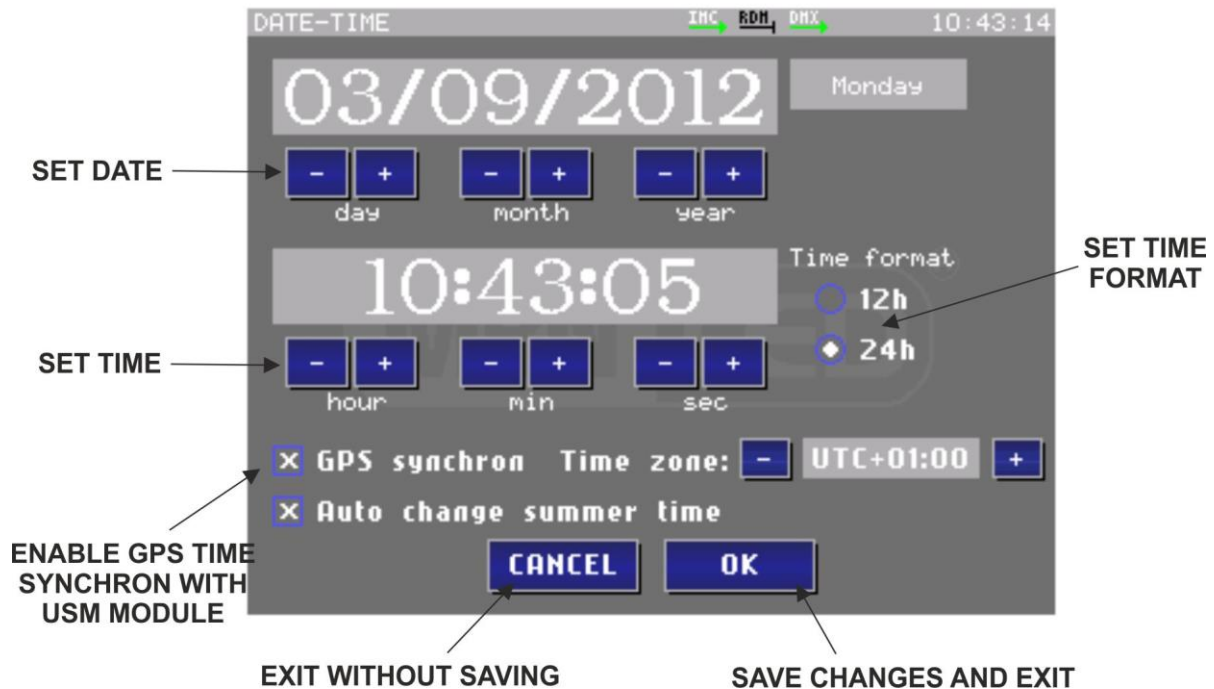 DATE-TIME IMC RDM DMX 10:43:14
03/09/2012 Monday
SET DATE - + - + - +
day month year
10:43:05
Time format
12h
24h
SET TIME
FORMAT
SET TIME - + - + - +
hour min sec
X GPS synchron Time zone: - UTC+01:00 +
X Auto change summer time
ENABLE GPS TIME
SYNCHRON WITH
USM MODULE
CANCEL OK
EXIT WITHOUT SAVING SAVE CHANGES AND EXIT